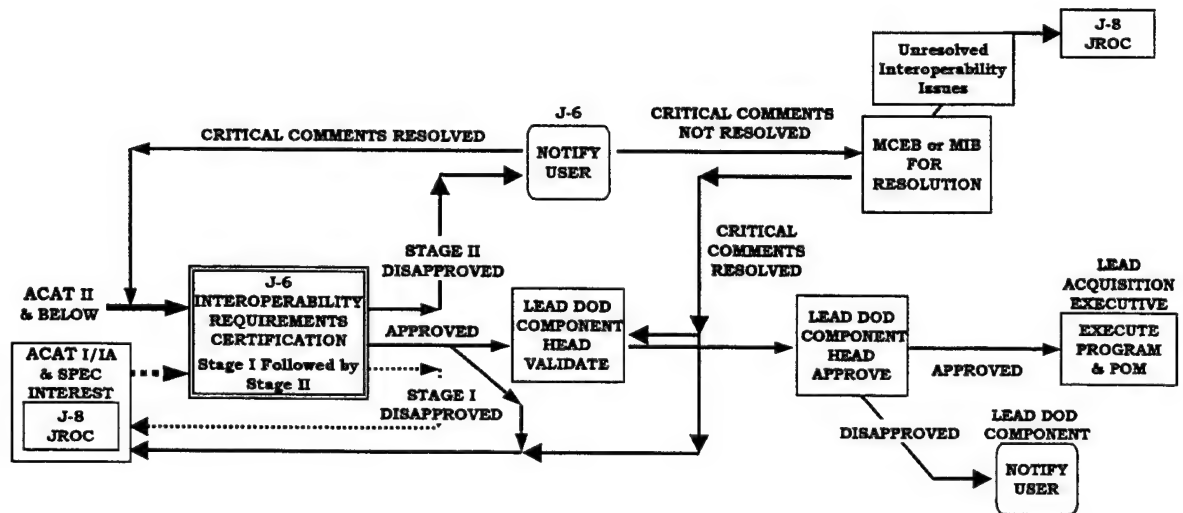 J-8
JROC
Unresolved
Interoperability
Issues
J-6
CRITICAL COMMENTS RESOLVED
CRITICAL COMMENTS
NOT RESOLVED
NOTIFY
USER
MCEB or MIB
FOR
RESOLUTION
STAGE II
DISAPPROVED
CRITICAL
COMMENTS
RESOLVED
ACAT II
& BELOW
J-6
INTEROPERABILITY
REQUIREMENTS
CERTIFICATION
Stage I Followed by
Stage II
APPROVED
LEAD DOD
COMPONENT
HEAD
VALIDATE
LEAD DOD
COMPONENT
HEAD
APPROVE
APPROVED
LEAD
ACQUISITION
EXECUTIVE
EXECUTE
PROGRAM
& POM
ACAT I/IA
& SPEC
INTEREST
J-8
JROC
STAGE I
DISAPPROVED
DISAPPROVED
LEAD DOD
COMPONENT
NOTIFY
USER